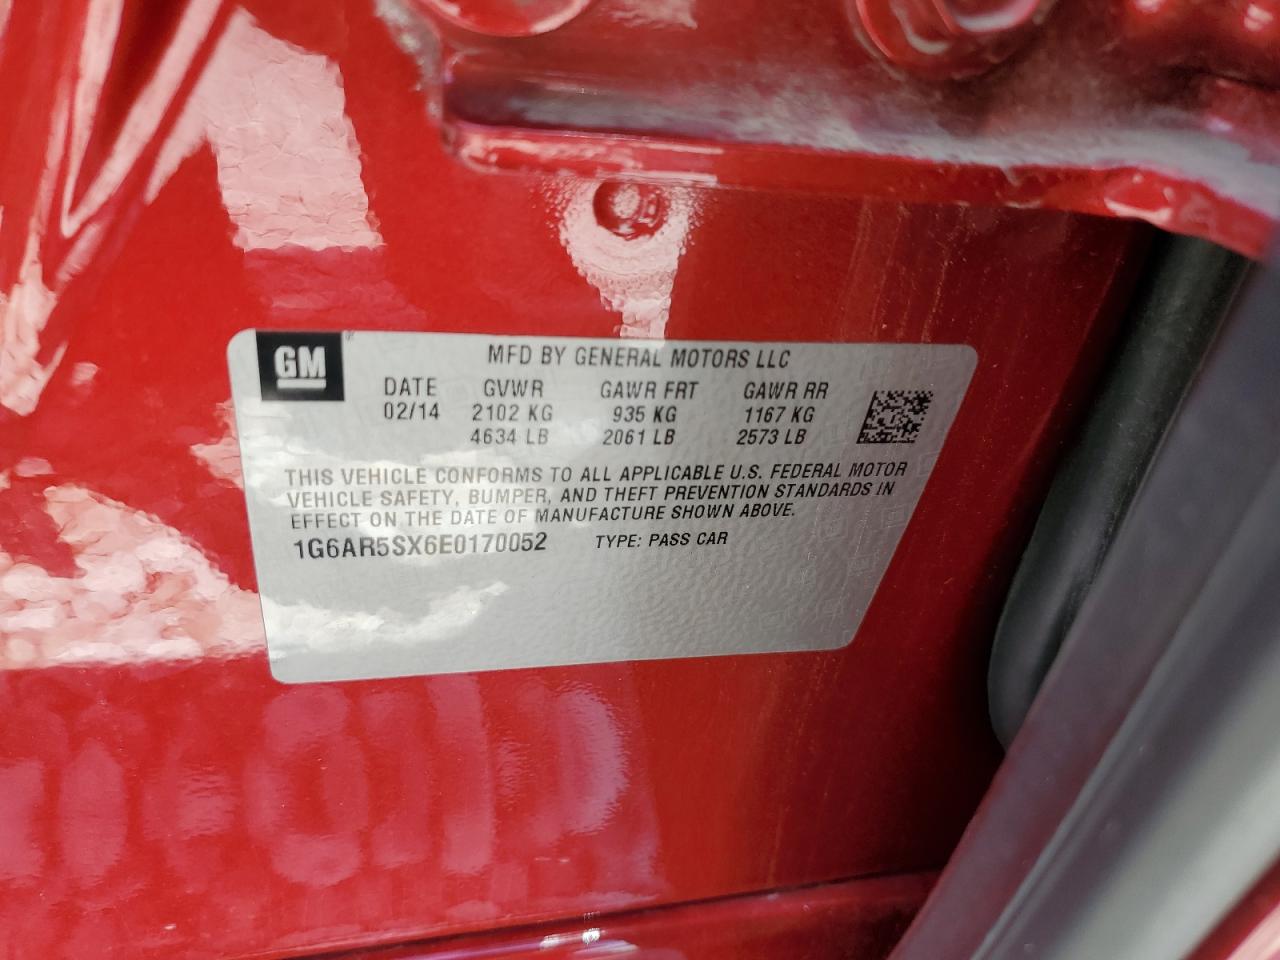 GM
MFD BY GENERAL MOTORS LLC
DATE GVWR GAWR FRT GAWR RR
02/14 2102 KG 935 KG 1167 KG
4634 LB 2061 LB 2573 LB
THIS VEHICLE CONFORMS TO ALL APPLICABLE U.S. FEDERAL MOTOR
VEHICLE SAFETY, BUMPER, AND THEFT PREVENTION STANDARDS IN
EFFECT ON THE DATE OF MANUFACTURE SHOWN ABOVE.
1G6AR5SX6E0170052 TYPE: PASS CAR